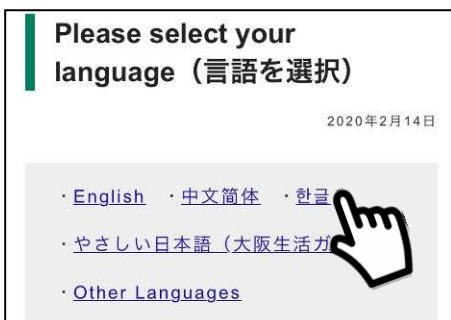 Please select your
language（言語を選択）
2020年2月14日
・English ・中文简体 ・한글
・やさしい日本語（大阪生活ガ
・Other Languages